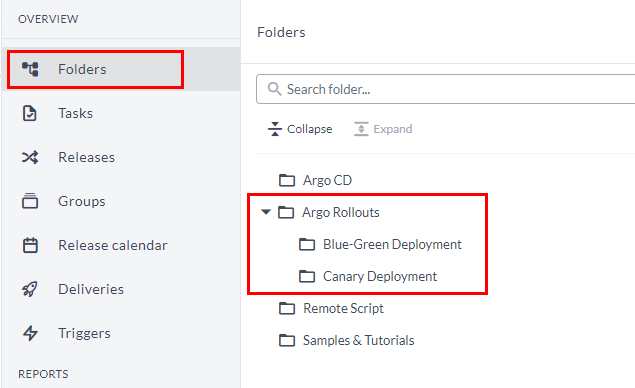 OVERVIEW
Folders
Tasks
Releases
Groups
Release calendar
Deliveries
Triggers
REPORTS
Folders
Search folder...
Collapse
Expand
Argo CD
Argo Rollouts
Blue-Green Deployment
Canary Deployment
Remote Script
Samples & Tutorials